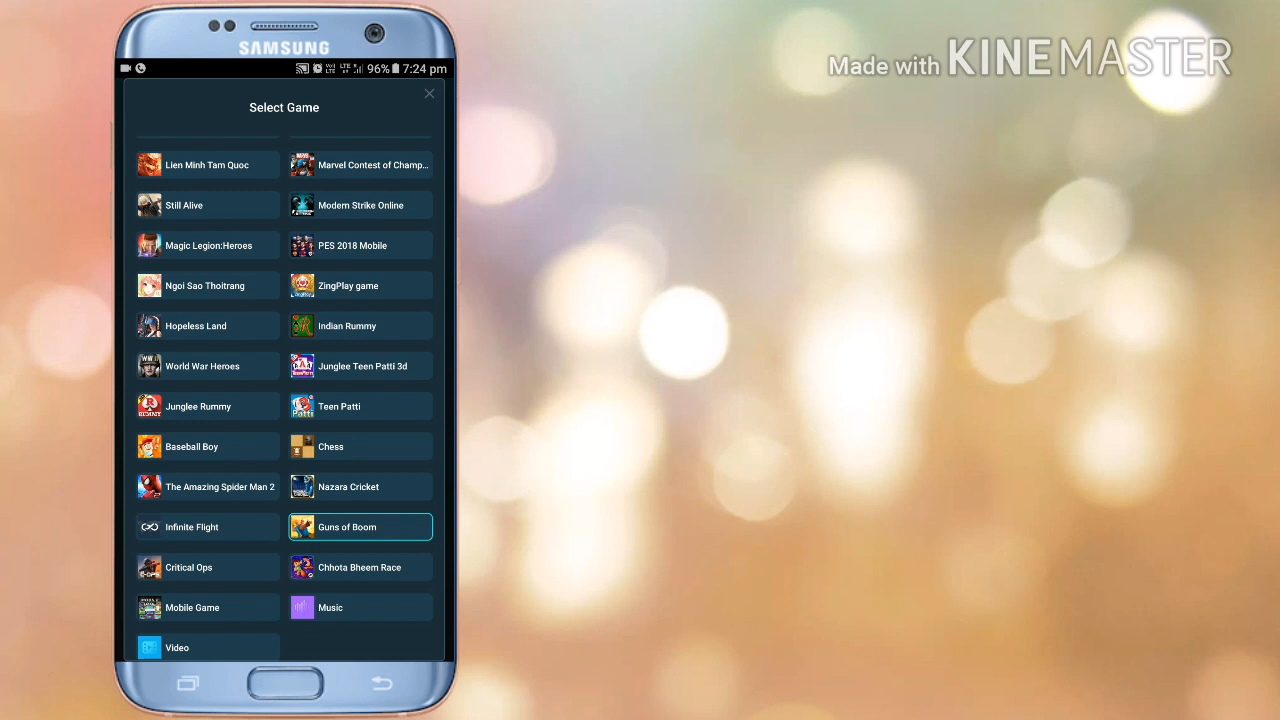 SAMSUNG
Made with KINEMASTER
LTE 96% 7:24 pm
Select Game
Lien Minh Tam Quoc
Marvel Contest of Champ...
Still Alive
Modern Strike Online
Magic Legion:Heroes
PES 2018 Mobile
Ngoi Sao Thoitrang
ZingPlay game
Hopeless Land
Indian Rummy
World War Heroes
Junglee Teen Patti 3d
Junglee Rummy
Teen Patti
Baseball Boy
Chess
The Amazing Spider Man 2
Nazara Cricket
Infinite Flight
Guns of Boom
Critical Ops
Chhota Bheem Race
Mobile Game
Music
Video